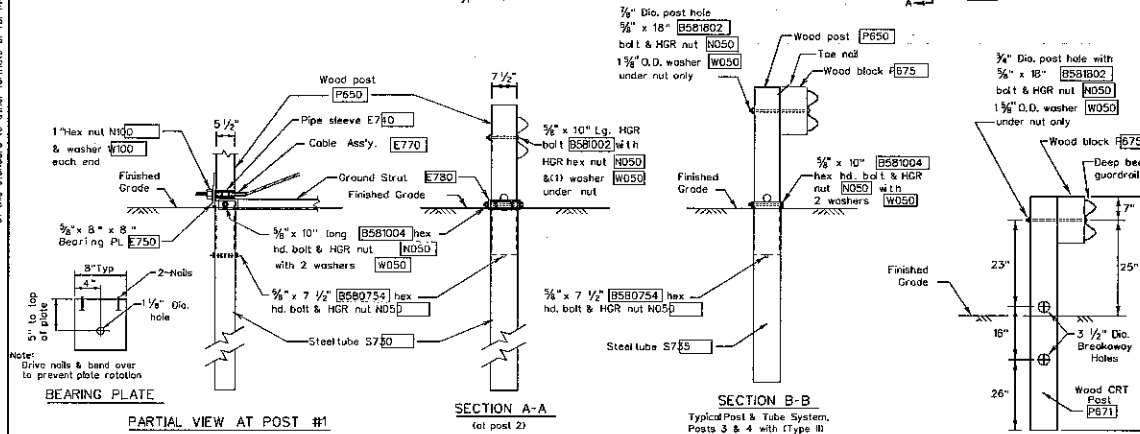 Wood post P650
5 1/2"
Pipe sleeve E740
1 "Hex nut N100
& washer W100
each end
Cable Ass'y. E770
Finished
Grade
Ground Strut E780
5/8" x 8" x 8"
Bearing PL E750
5/8" x 10" long B581004 hex
hd. bolt & HGR nut N050
with 2 washers W050
5/8" x 7 1/2" B580754 hex
hd. bolt & HGR nut N050
Steel tube S730
8"Typ
4"
2-Nails
1 1/8" Dia.
hole
5" to top
of plate
Note:
Drive nails & bend over
to prevent plate rotation
BEARING PLATE
PARTIAL VIEW AT POST #1
7 1/2"
5/8" x 10" Lg. HGR
bolt B581002 with
HGR hex nut N050
&(1) washer W050
under nut
Finished Grade
SECTION A-A
(at post 2)
7/8" Dia. post hole
5/8" x 18" B581802
bolt & HGR nut N050
1 5/8" O.D. washer W050
under nut only
Wood post P650
Toe nail
Wood block P675
5/8" x 10" B581004
hex hd. bolt & HGR
nut N050 with
2 washers W050
Finished
Grade
5/8" x 7 1/2" B580754 hex
hd. bolt & HGR nut N050
Steel tube S735
SECTION B-B
Typical Post & Tube System,
Posts 3 & 4 with (Type II)
A
3/4" Dia. post hole with
5/8" x 18" B581802
bolt & HGR nut N050
1 5/8" O.D. washer W050
under nut only
Wood block P675
Deep
guardrail
7"
23"
25"
Finished
Grade
16"
3 1/2" Dia.
Breakaway
Holes
26"
Wood CRT
Post
P671